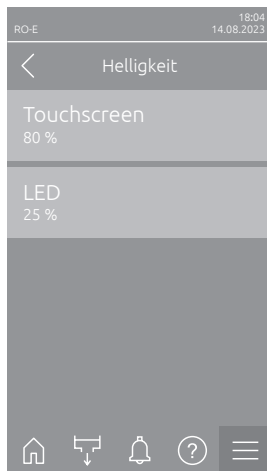 18:04
RO-E 14.08.2023
Helligkeit
Touchscreen
80 %
LED
25 %
?